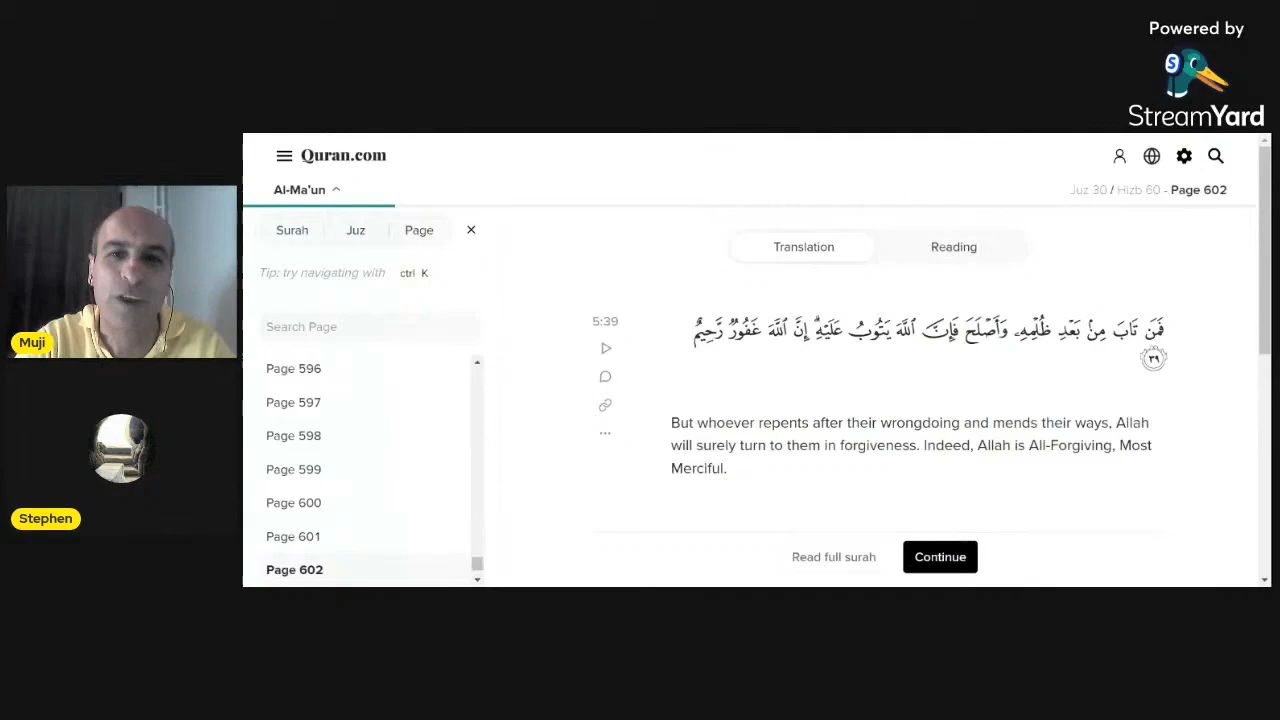 Powered by
StreamYard
Quran.com
Al-Ma'un
Juz 30 / Hizb 60 - Page 602
Surah
Juz
Page
Tip: try navigating with ctrl K
Search Page
Page 596
Page 597
Page 598
Page 599
Page 600
Page 601
Page 602
Translation
Reading
5:39
فَمَن تَابَ مِنۢ بَعْدِ ظُلْمِهِۦ وَأَصْلَحَ فَإِنَّ ٱللَّهَ يَتُوبُ عَلَيْهِ ۗ إِنَّ ٱللَّهَ غَفُورٌ رَّحِيمٌ
٣٩
But whoever repents after their wrongdoing and mends their ways, Allah
will surely turn to them in forgiveness. Indeed, Allah is All-Forgiving, Most
Merciful.
Read full surah
Continue
Muji
Stephen